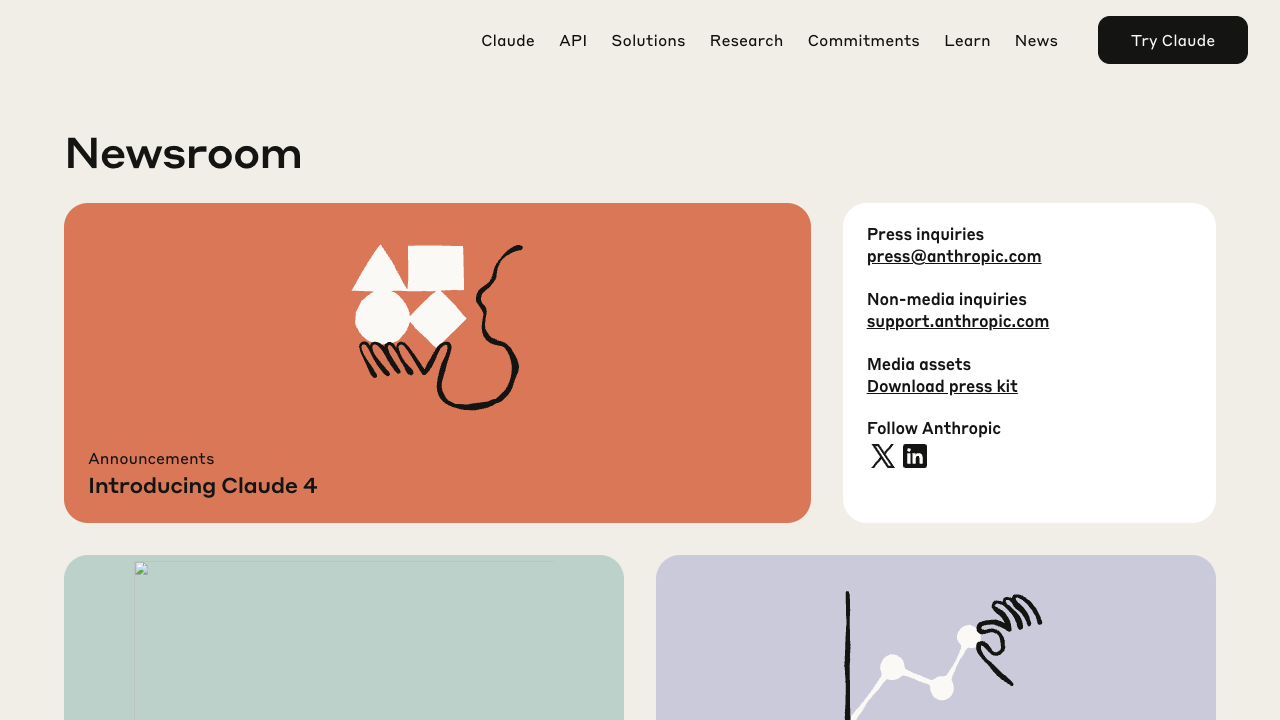 Claude API Solutions Research Commitments Learn News Try Claude
Newsroom
Announcements
Introducing Claude 4
Press inquiries
press@anthropic.com
Non-media inquiries
support.anthropic.com
Media assets
Download press kit
Follow Anthropic